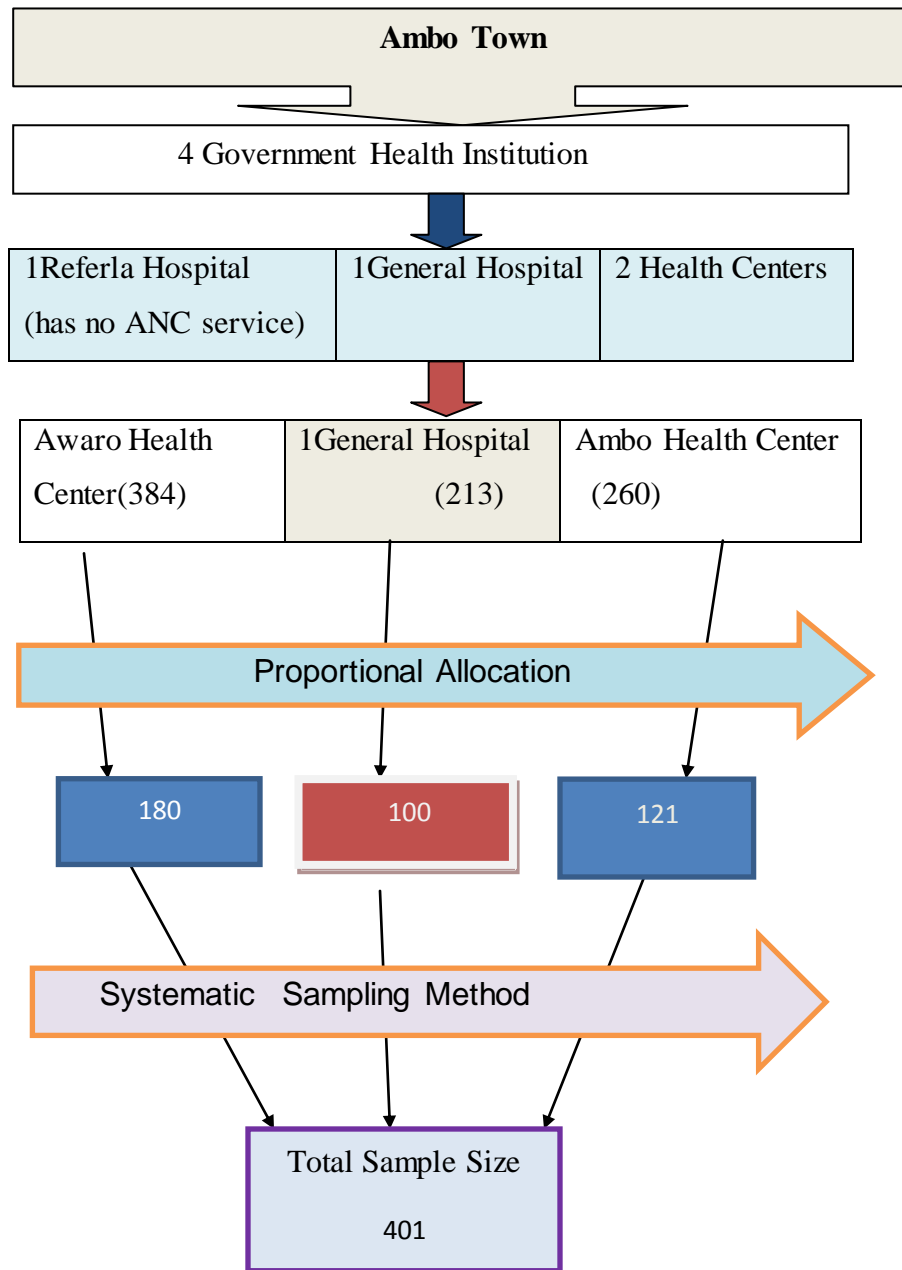 Ambo Town
4 Government Health Institution
1Referla Hospital
(has no ANC service)
1General Hospital
2 Health Centers
Awaro Health
Center(384)
1General Hospital
(213)
Ambo Health Center
(260)
Proportional Allocation
180
100
121
Systematic Sampling Method
Total Sample Size
401